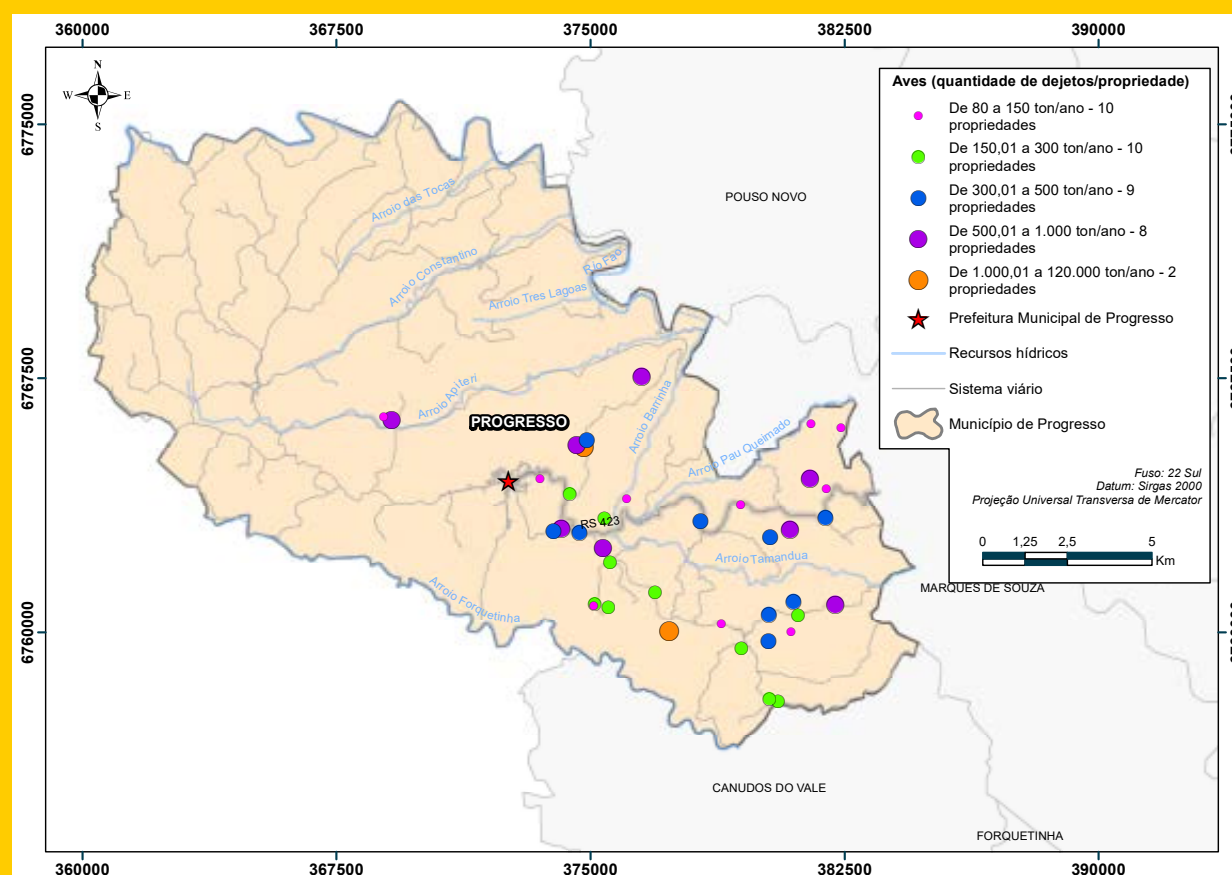 360000 367500 375000 382500 390000
N
W E
S
6775000
6767500
6760000
Aves (quantidade de dejetos/propriedade)
De 80 a 150 ton/ano - 10
propriedades
De 150,01 a 300 ton/ano - 10
propriedades
De 300,01 a 500 ton/ano - 9
propriedades
De 500,01 a 1.000 ton/ano - 8
propriedades
De 1.000,01 a 120.000 ton/ano - 2
propriedades
Prefeitura Municipal de Progresso
Recursos hídricos
Sistema viário
Município de Progresso
Fuso: 22 Sul
Datum: Sirgas 2000
Projeção Universal Transversa de Mercator
0 1,25 2,5 5
Km
POUSO NOVO
Arroio das Tocas
Arroio Constantino
Rio Fão
Arroio Tres Lagoas
Arroio Apiteri
Arroio Barrinha
PROGRESSO
Arroio Pau Queimado
RS 423
Arroio Tamandua
Arroio Forquetinha
MARQUES DE SOUZA
CANUDOS DO VALE
FORQUETINHA
360000 367500 375000 382500 390000